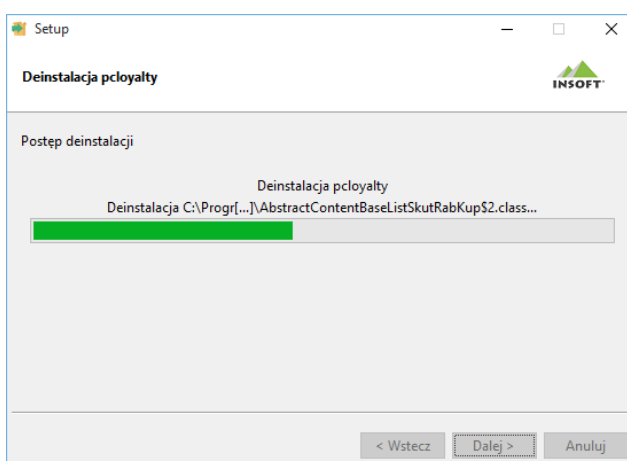 Setup
Deinstalacja pcloyalty
INSOFT
Postęp deinstalacji
Deinstalacja pcloyalty
Deinstalacja C:\Progr[...]\AbstractContentBaseListSkutRabKup$2.class...
< Wstecz
Dalej >
Anuluj